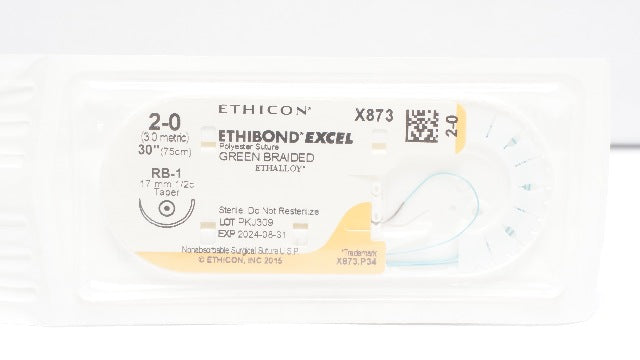 ETHICON*
X873
2-0
2-0
(3.0 metric)
30" (75cm)
ETHIBOND* EXCEL
Polyester Suture
GREEN BRAIDED
ETHALLOY*
RB-1
17 mm 1/2c
Taper
Sterile. Do Not Resterilize
LOT PKJ309
EXP 2024-08-31
Nonabsorbable Surgical Suture U.S.P.
© ETHICON, INC 2015
*Trademark
X873.P34